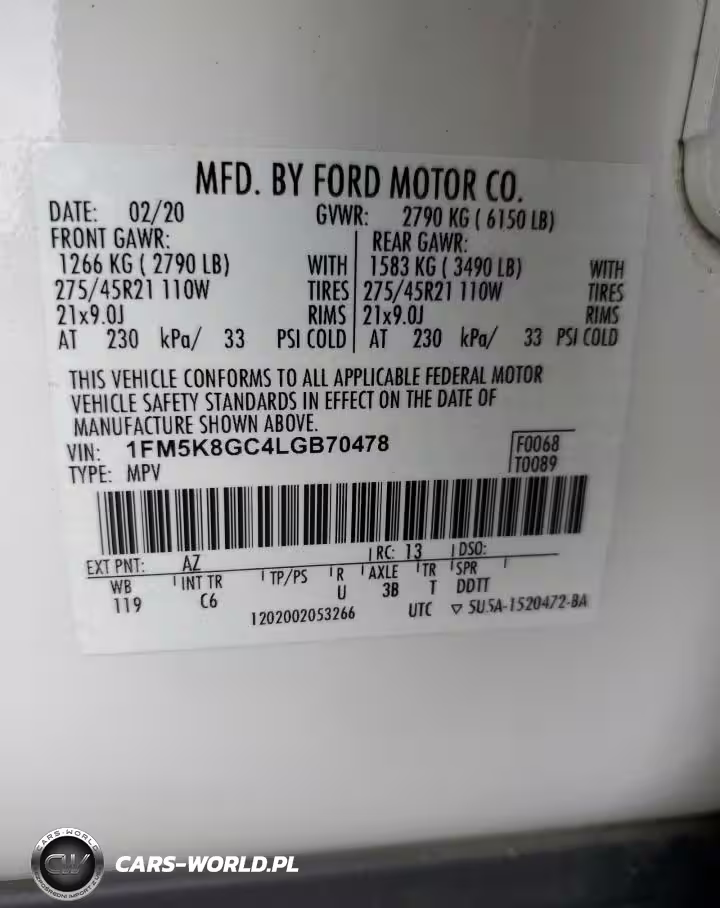 MFD. BY FORD MOTOR CO.
DATE: 02/20 GVWR: 2790 KG ( 6150 LB)
FRONT GAWR: REAR GAWR:
1266 KG ( 2790 LB) WITH 1583 KG ( 3490 LB) WITH
275/45R21 110W TIRES 275/45R21 110W TIRES
21x9.0J RIMS 21x9.0J RIMS
AT 230 kPa/ 33 PSI COLD AT 230 kPa/ 33 PSI COLD
THIS VEHICLE CONFORMS TO ALL APPLICABLE FEDERAL MOTOR
VEHICLE SAFETY STANDARDS IN EFFECT ON THE DATE OF
MANUFACTURE SHOWN ABOVE.
VIN: 1FM5K8GC4LGB70478 F0068
TYPE: MPV T0089
EXT PNT: AZ RC: 13 DSO:
WB INT TR TP/PS R AXLE TR SPR
119 C6 U 3B T DDTT
1202002053266 UTC ▽ 5U5A-1520472-BA
CARS-WORLD
CW
CARS-WORLD.PL